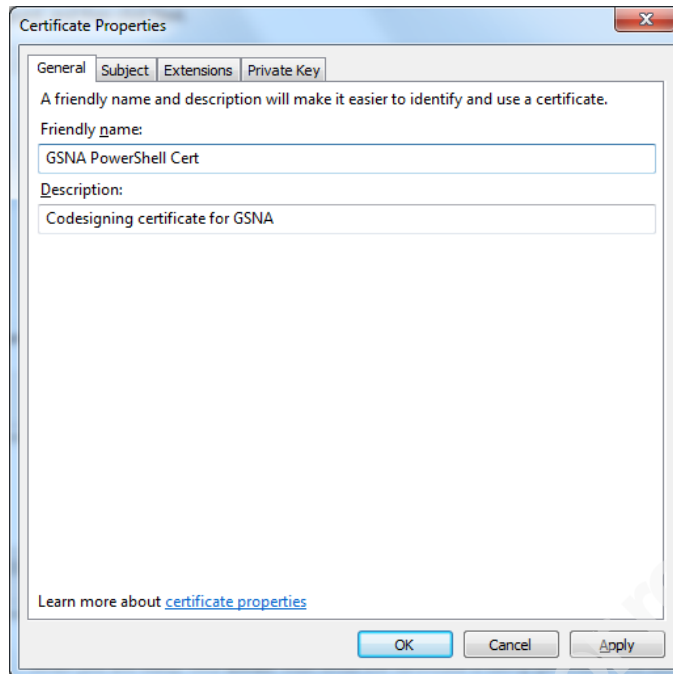 Certificate Properties
General Subject Extensions Private Key
A friendly name and description will make it easier to identify and use a certificate.
Friendly name:
GSNA PowerShell Cert
Description:
Codesigning certificate for GSNA
Learn more about certificate properties
OK Cancel Apply